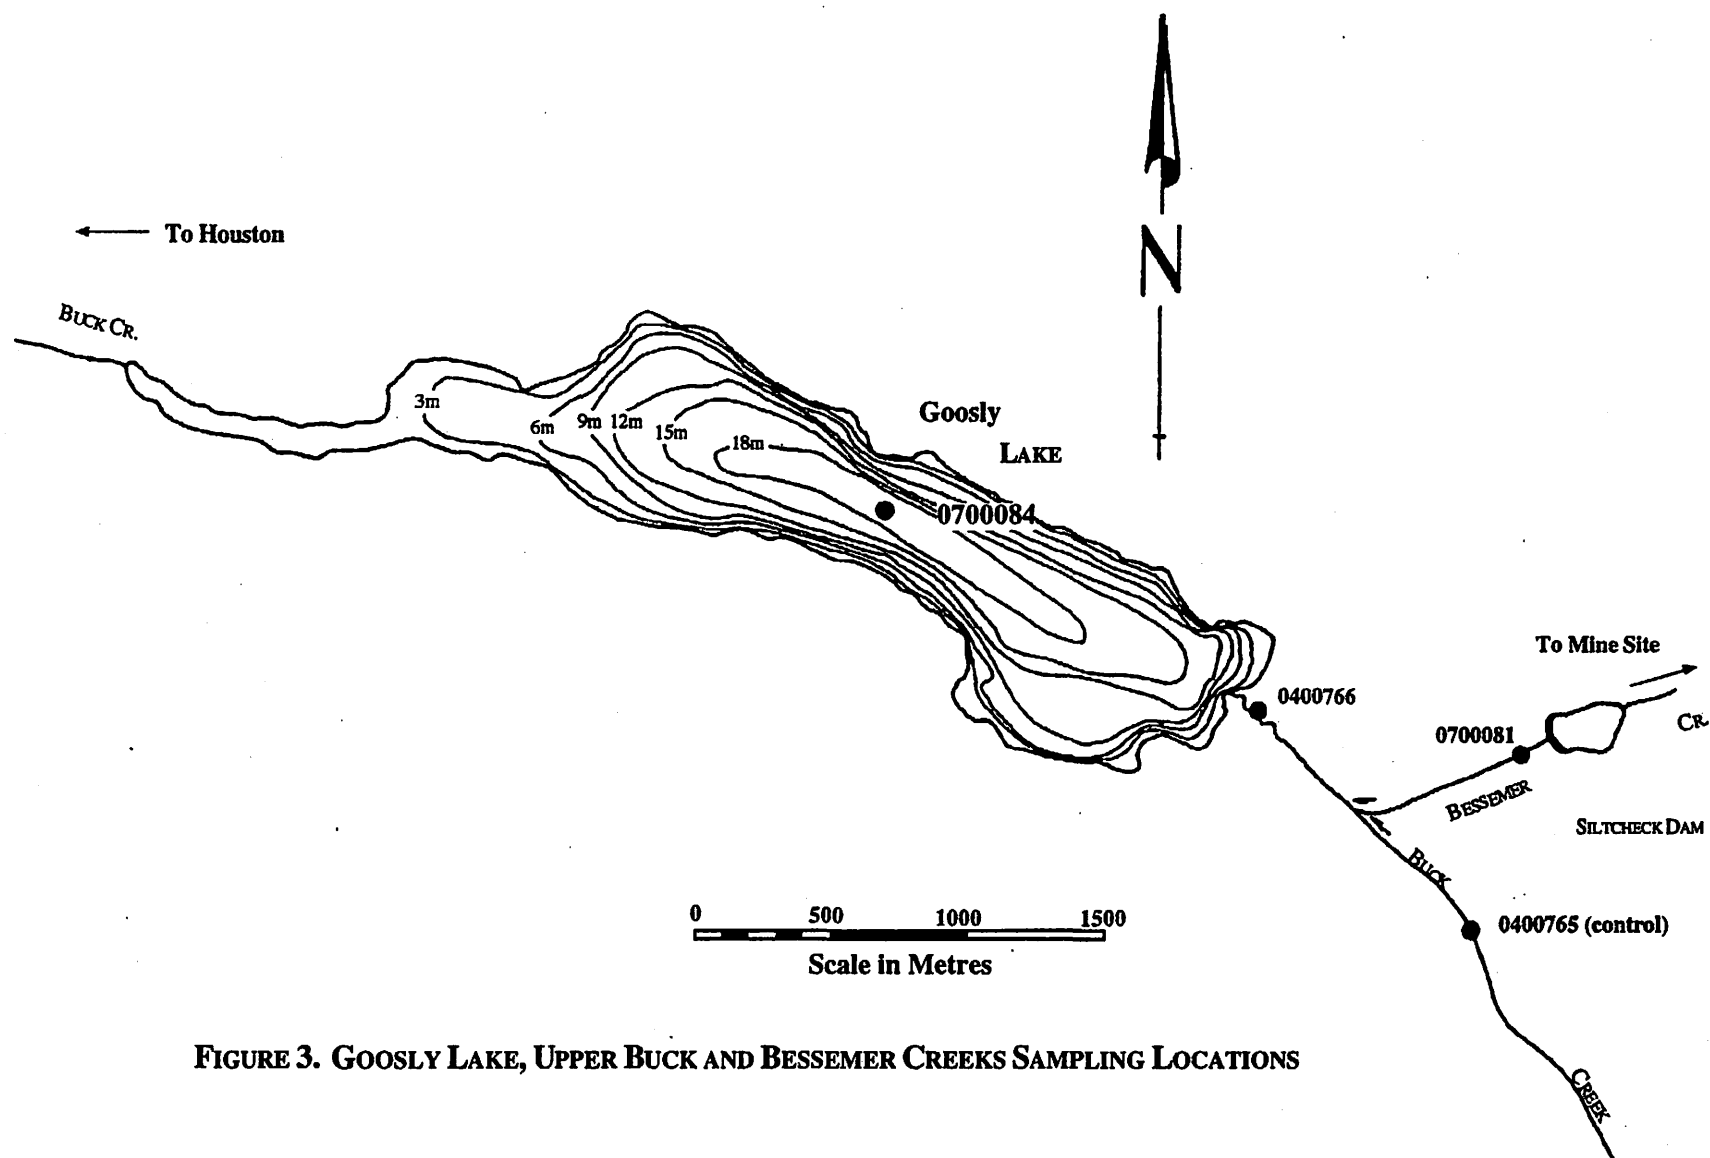 N
To Houston
BUCK CR.
GOOSLY
LAKE
3m
6m
9m
12m
15m
18m
0700084
To Mine Site
0400766
0700081
CR.
BESSEMER
SILTCHECK DAM
BUCK
0400765 (control)
CREEK
0 500 1000 1500
Scale in Metres
FIGURE 3. GOOSLY LAKE, UPPER BUCK AND BESSEMER CREEKS SAMPLING LOCATIONS